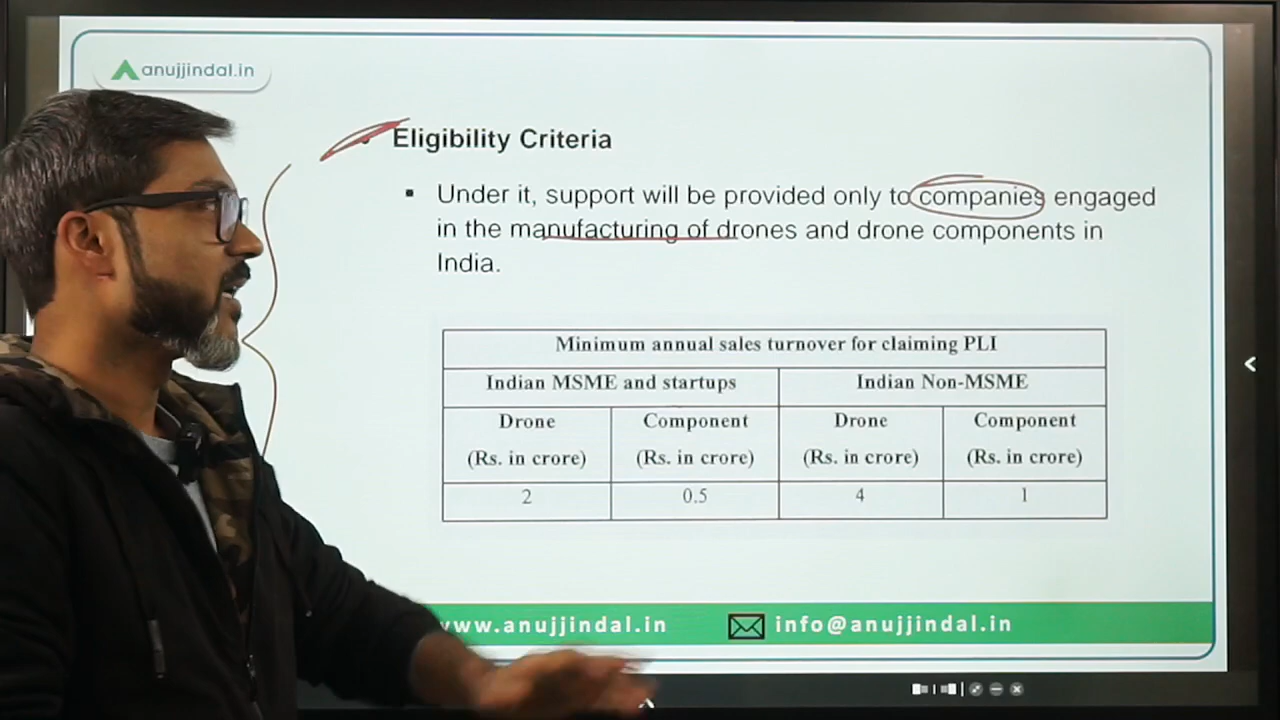 anujjindal.in
Eligibility Criteria
Under it, support will be provided only to companies engaged
in the manufacturing of drones and drone components in
India.
Minimum annual sales turnover for claiming PLI
Indian MSME and startups Indian Non-MSME
Drone Component Drone Component
(Rs. in crore) (Rs. in crore) (Rs. in crore) (Rs. in crore)
2 0.5 4 1
www.anujjindal.in info@anujjindal.in